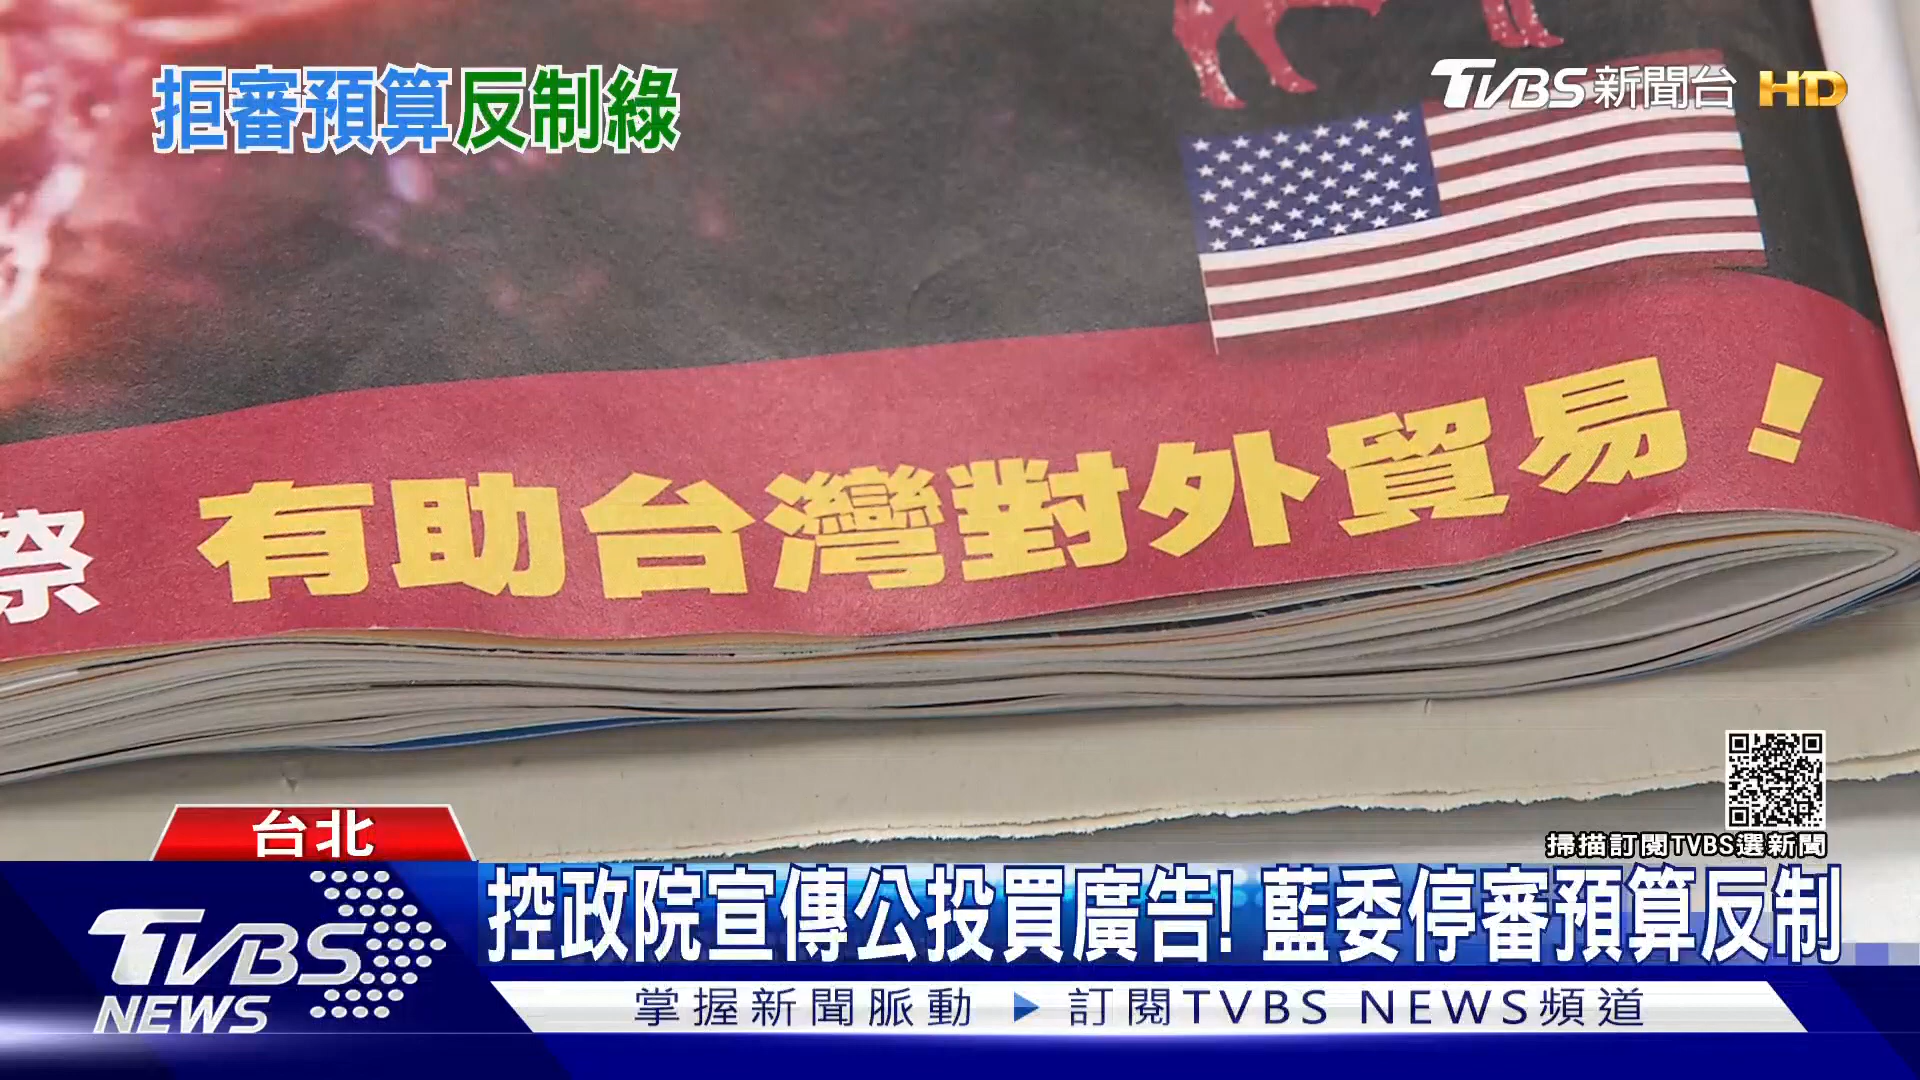 拒審預算反制綠
TVBS新聞台 HD
際 有助台灣對外貿易！
掃描訂閱TVBS選新聞
台北
控政院宣傳公投買廣告! 藍委停審預算反制
TVBS NEWS
掌握新聞脈動 ▶ 訂閱TVBS NEWS頻道